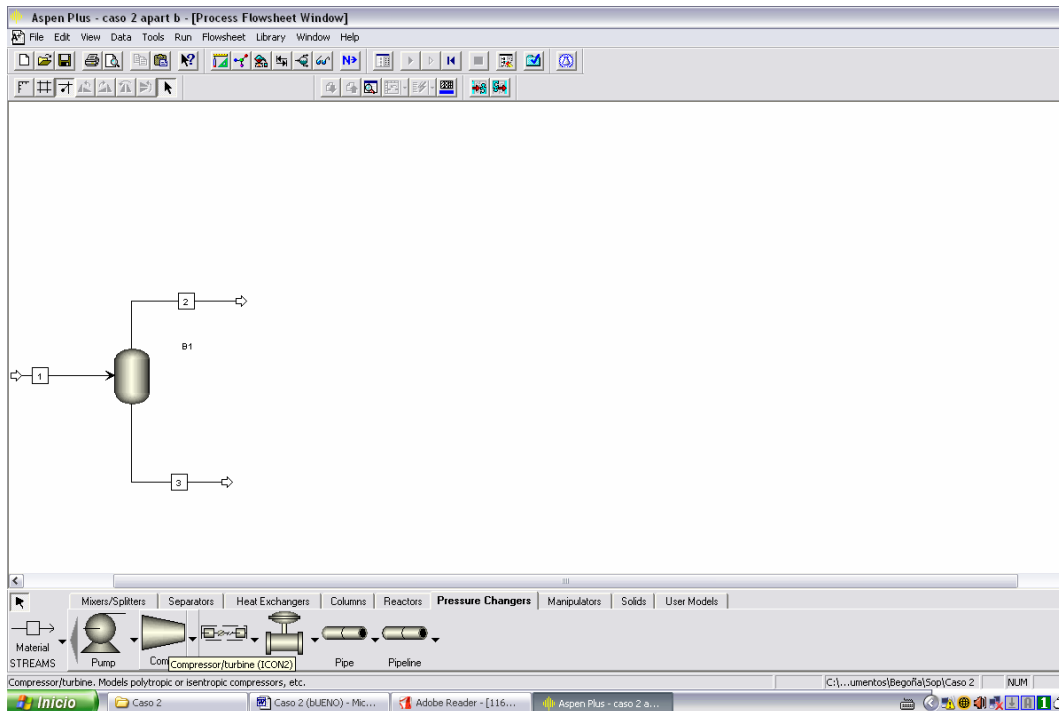 Aspen Plus - caso 2 apart b - [Process Flowsheet Window]
File Edit View Data Tools Run Flowsheet Library Window Help
N>
2
B1
1
3
Mixers/Splitters Separators Heat Exchangers Columns Reactors Pressure Changers Manipulators Solids User Models
Material
STREAMS Pump Com Pipe Pipeline
Compressor/turbine (ICON2)
Compressor/turbine. Models polytropic or isentropic compressors, etc. C:\...umentos\Begoña\Sop\Caso 2 NUM
Inicio Caso 2 Caso 2 (bUENO) - Mic... Adobe Reader - [116... Aspen Plus - caso 2 a... 1